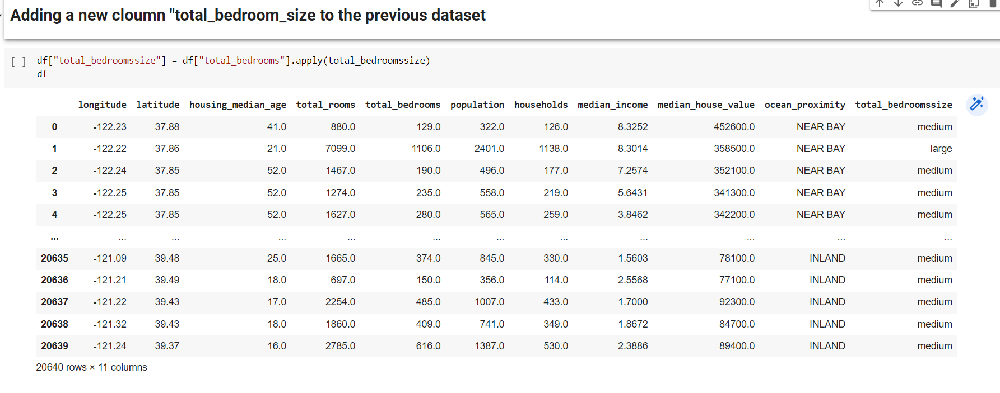 Adding a new cloumn "total_bedroom_size to the previous dataset
[ ] df["total_bedroomssize"] = df["total_bedrooms"].apply(total_bedroomssize)
df
longitude latitude housing_median_age total_rooms total_bedrooms population households median_income median_house_value ocean_proximity total_bedroomssize
0 -122.23 37.88 41.0 880.0 129.0 322.0 126.0 8.3252 452600.0 NEAR BAY medium
1 -122.22 37.86 21.0 7099.0 1106.0 2401.0 1138.0 8.3014 358500.0 NEAR BAY large
2 -122.24 37.85 52.0 1467.0 190.0 496.0 177.0 7.2574 352100.0 NEAR BAY medium
3 -122.25 37.85 52.0 1274.0 235.0 558.0 219.0 5.6431 341300.0 NEAR BAY medium
4 -122.25 37.85 52.0 1627.0 280.0 565.0 259.0 3.8462 342200.0 NEAR BAY medium
... ... ... ... ... ... ... ... ... ... ... ...
20635 -121.09 39.48 25.0 1665.0 374.0 845.0 330.0 1.5603 78100.0 INLAND medium
20636 -121.21 39.49 18.0 697.0 150.0 356.0 114.0 2.5568 77100.0 INLAND medium
20637 -121.22 39.43 17.0 2254.0 485.0 1007.0 433.0 1.7000 92300.0 INLAND medium
20638 -121.32 39.43 18.0 1860.0 409.0 741.0 349.0 1.8672 84700.0 INLAND medium
20639 -121.24 39.37 16.0 2785.0 616.0 1387.0 530.0 2.3886 89400.0 INLAND medium
20640 rows × 11 columns